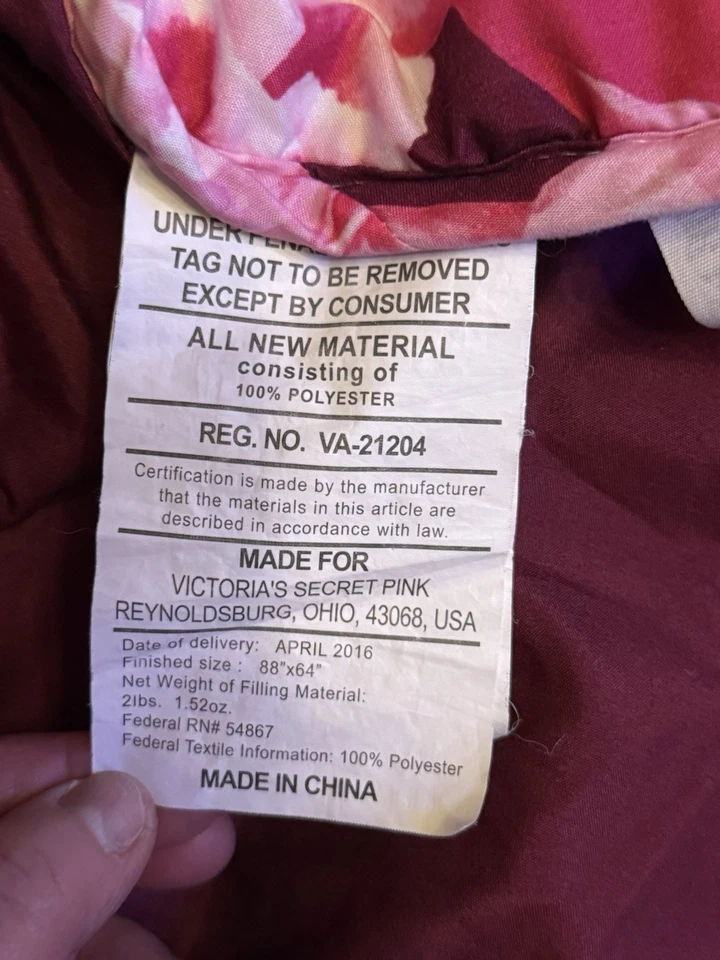 UNDER
TAG NOT TO BE REMOVED
EXCEPT BY CONSUMER
ALL NEW MATERIAL
consisting of
100% POLYESTER
REG. NO. VA-21204
Certification is made by the manufacturer
that the materials in this article are
described in accordance with law.
MADE FOR
VICTORIA'S SECRET PINK
REYNOLDSBURG, OHIO, 43068, USA
Date of delivery: APRIL 2016
Finished size : 88"x64"
Net Weight of Filling Material:
2lbs. 1.52oz.
Federal RN# 54867
Federal Textile Information: 100% Polyester
MADE IN CHINA